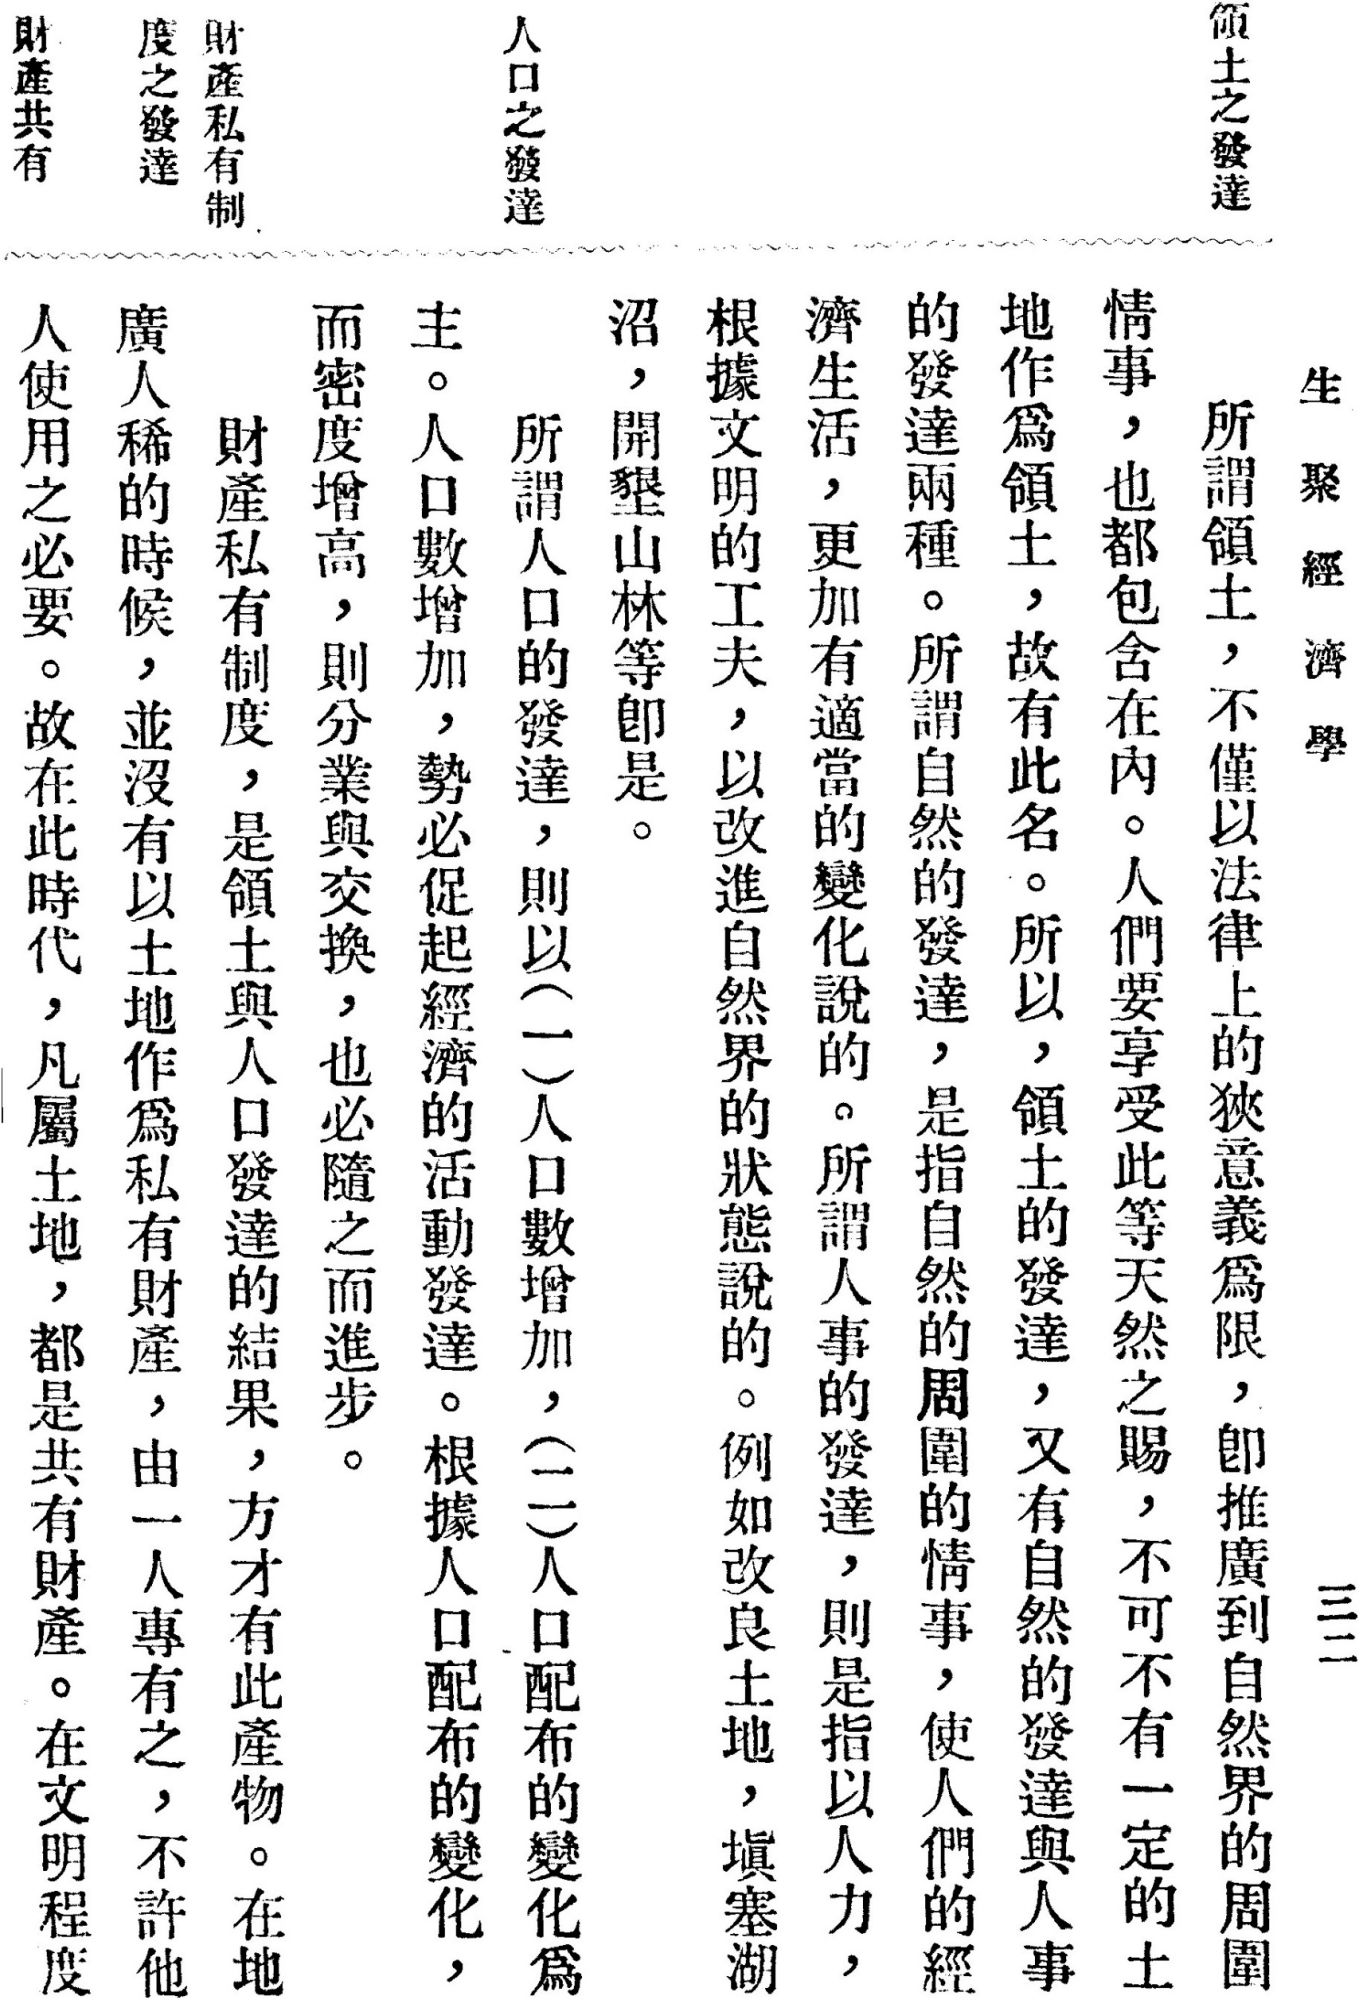 生聚經濟學
三二
領土之發達
所謂領土，不僅以法律上的狹意義爲限，卽推廣到自然界的周圍
情事，也都包含在內。人們要享受此等天然之賜，不可不有一定的土
地作爲領土，故有此名。所以，領土的發達，又有自然的發達與人事
的發達兩種。所謂自然的發達，是指自然的周圍的情事，使人們的經
濟生活，更加有適當的變化說的。所謂人事的發達，則是指以人力，
根據文明的工夫，以改進自然界的狀態說的。例如改良土地，塡塞湖
沼，開墾山林等卽是。
人口之發達
所謂人口的發達，則以（一）人口數增加，（二）人口配布的變化爲
主。人口數增加，勢必促起經濟的活動發達。根據人口配布的變化，
而密度增高，則分業與交換，也必隨之而進步。
財產私有制
度之發達
財產私有制度，是領土與人口發達的結果，方才有此產物。在地
廣人稀的時候，並沒有以土地作爲私有財產，由一人專有之，不許他
財產共有
人使用之必要。故在此時代，凡屬土地，都是共有財產。在文明程度